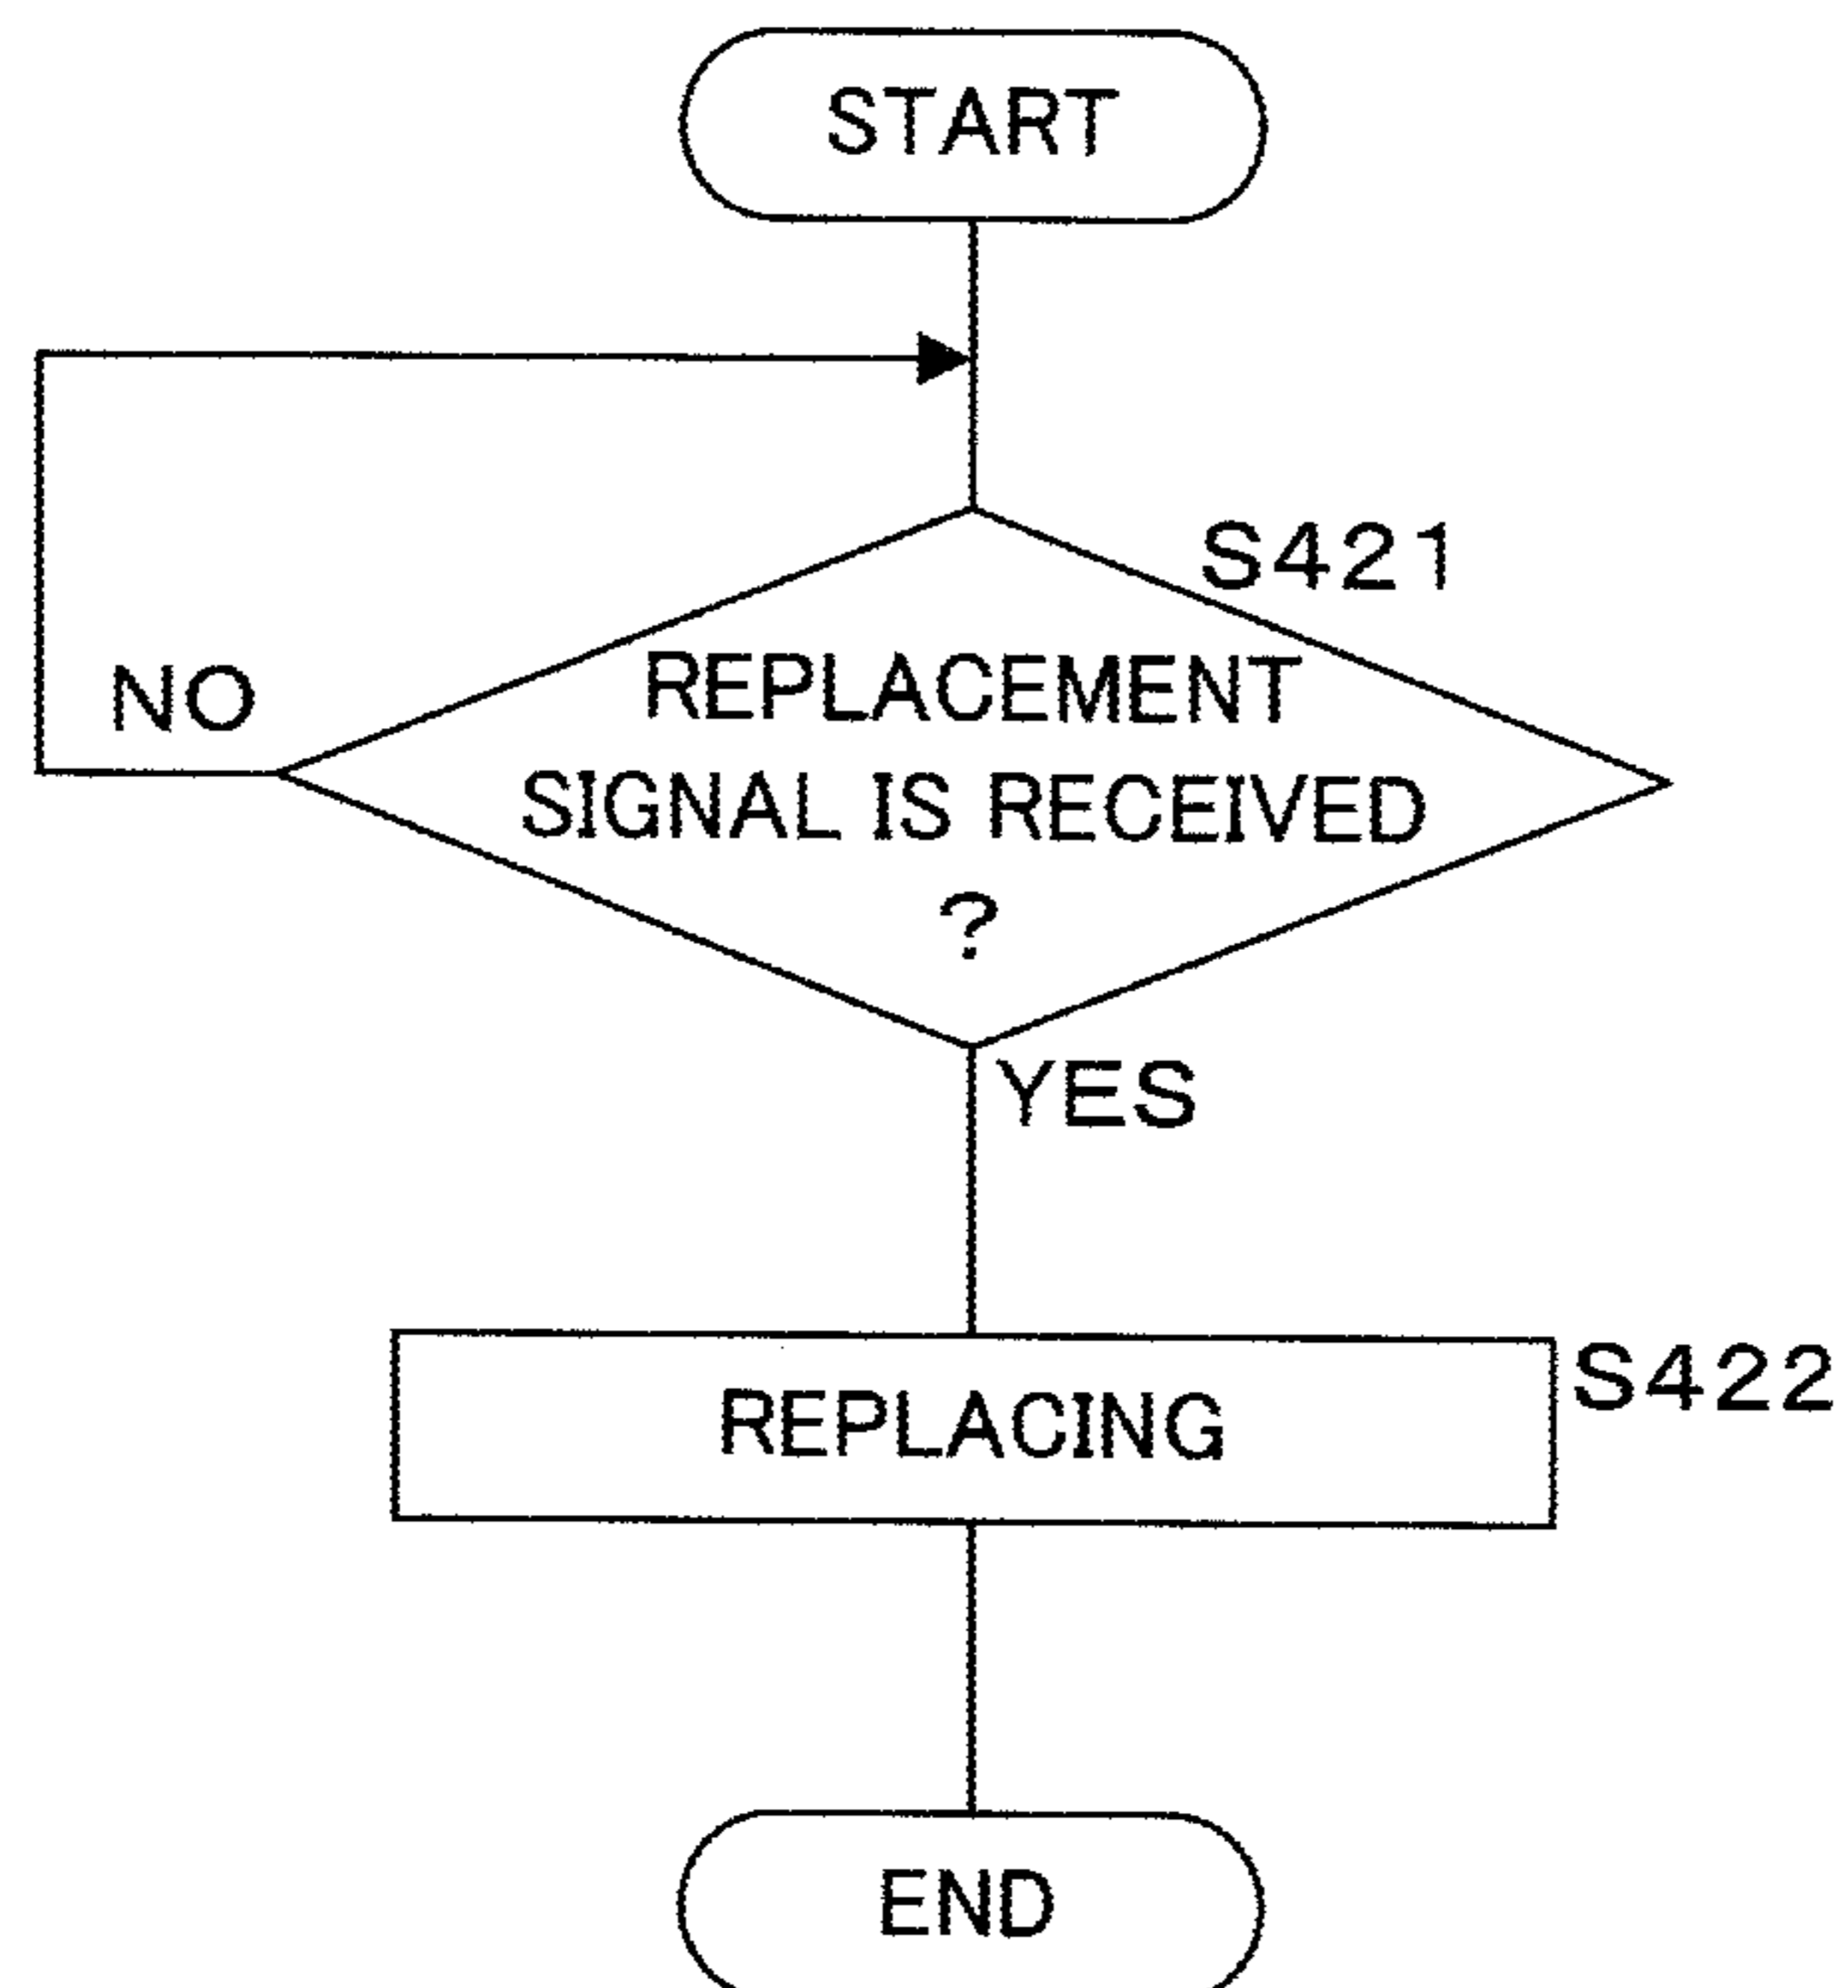 START
S421
NO
REPLACEMENT
SIGNAL IS RECEIVED
?
YES
REPLACING
S422
END